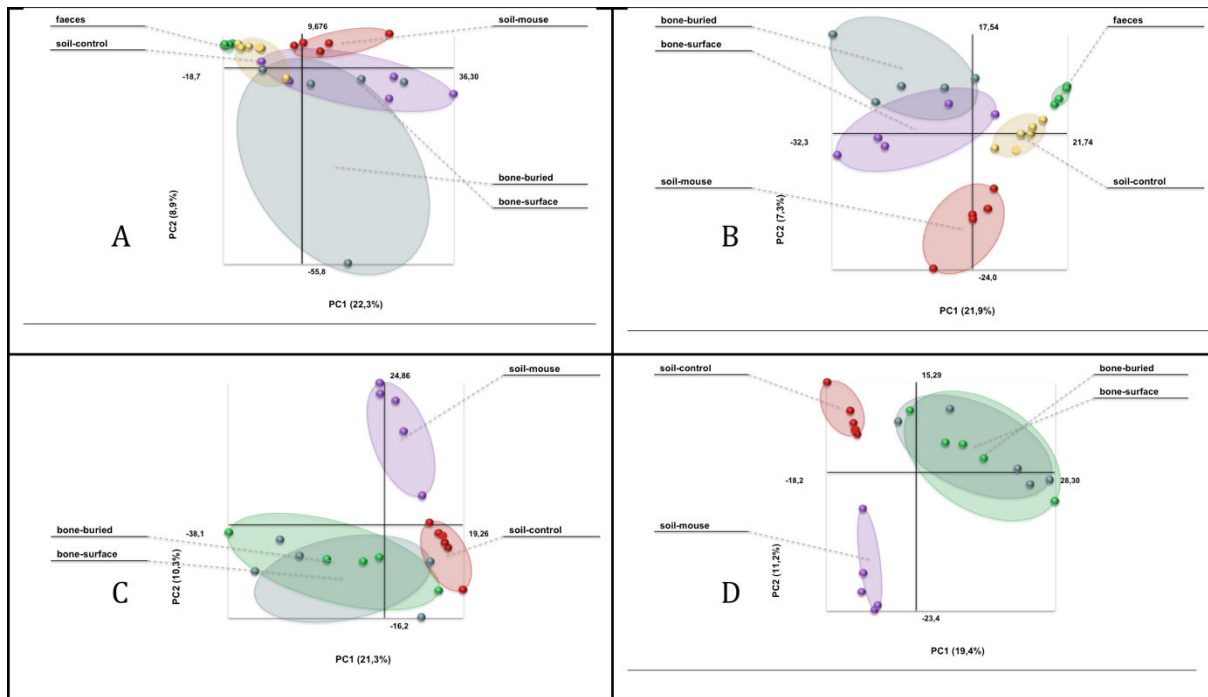 faeces
9,676
soil-mouse
soil-control
-18,7
36,30
bone-buried
bone-surface
A
PC2 (8,9%)
-55,8
PC1 (22,3%)
bone-buried
17,54
faeces
bone-surface
-32,3
21,74
soil-mouse
soil-control
B
PC2 (7,3%)
-24,0
PC1 (21,9%)
24,86
soil-mouse
-38,1
19,26
bone-buried
soil-control
bone-surface
C
PC2 (10,3%)
-16,2
PC1 (21,3%)
soil-control
15,29
bone-buried
bone-surface
-18,2
28,30
soil-mouse
D
PC2 (11,2%)
-23,4
PC1 (19,4%)